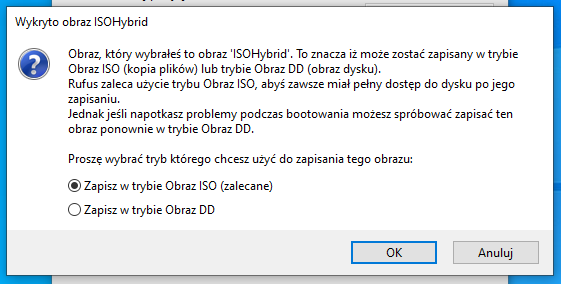 Wykryto obraz ISOHybrid
Obraz, który wybrałeś to obraz 'ISOHybrid'. To znacza iż może zostać zapisany w trybie
Obraz ISO (kopia plików) lub trybie Obraz DD (obraz dysku).
Rufus zaleca użycie trybu Obraz ISO, abyś zawsze miał pełny dostęp do dysku po jego
zapisaniu.
Jednak jeśli napotkasz problemy podczas bootowania możesz spróbować zapisać ten
obraz ponownie w trybie Obraz DD.
Proszę wybrać tryb którego chcesz użyć do zapisania tego obrazu:
Zapisz w trybie Obraz ISO (zalecane)
Zapisz w trybie Obraz DD
OK
Anuluj